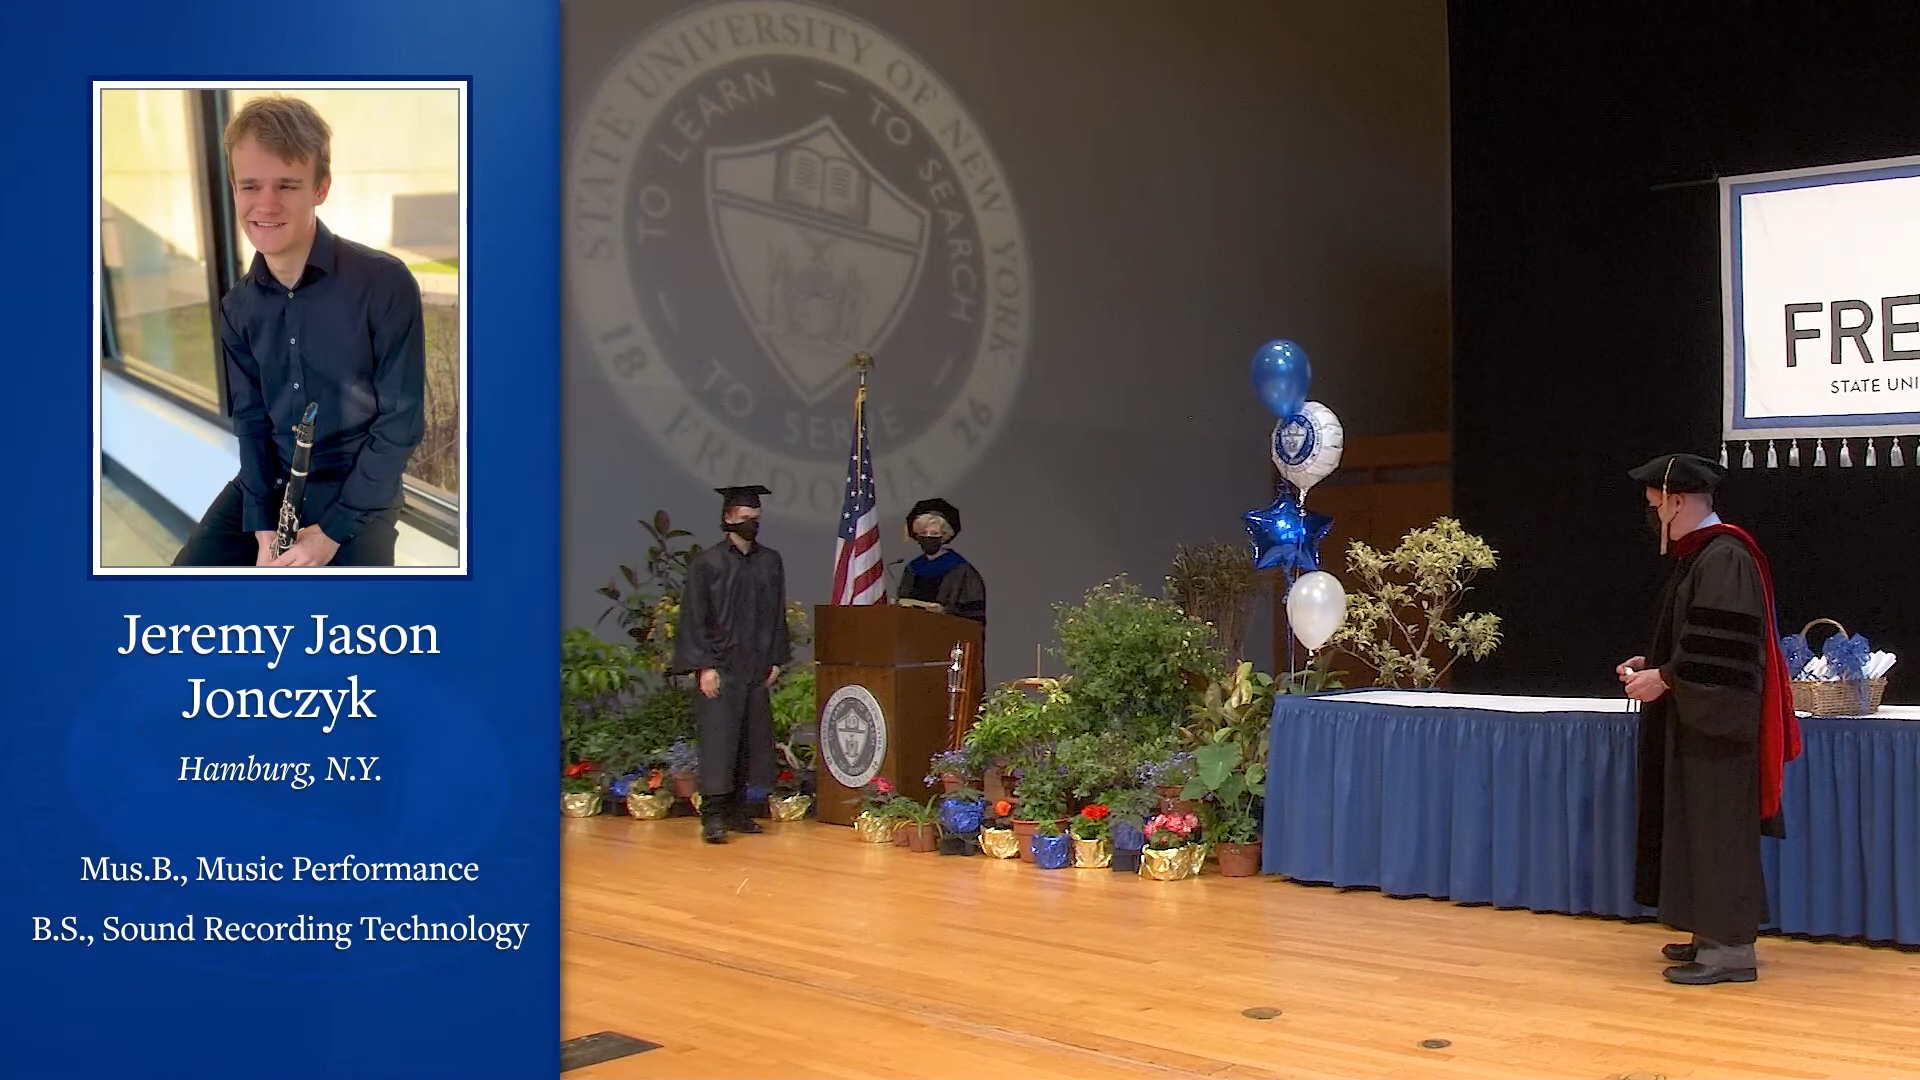 Jeremy Jason
Jonczyk
Hamburg, N.Y.
Mus.B., Music Performance
B.S., Sound Recording Technology
STATE UNIVERSITY OF NEW YORK
TO LEARN — TO SEARCH —
TO SERVE —
18 FREDONIA 26
FRE
STATE UNI